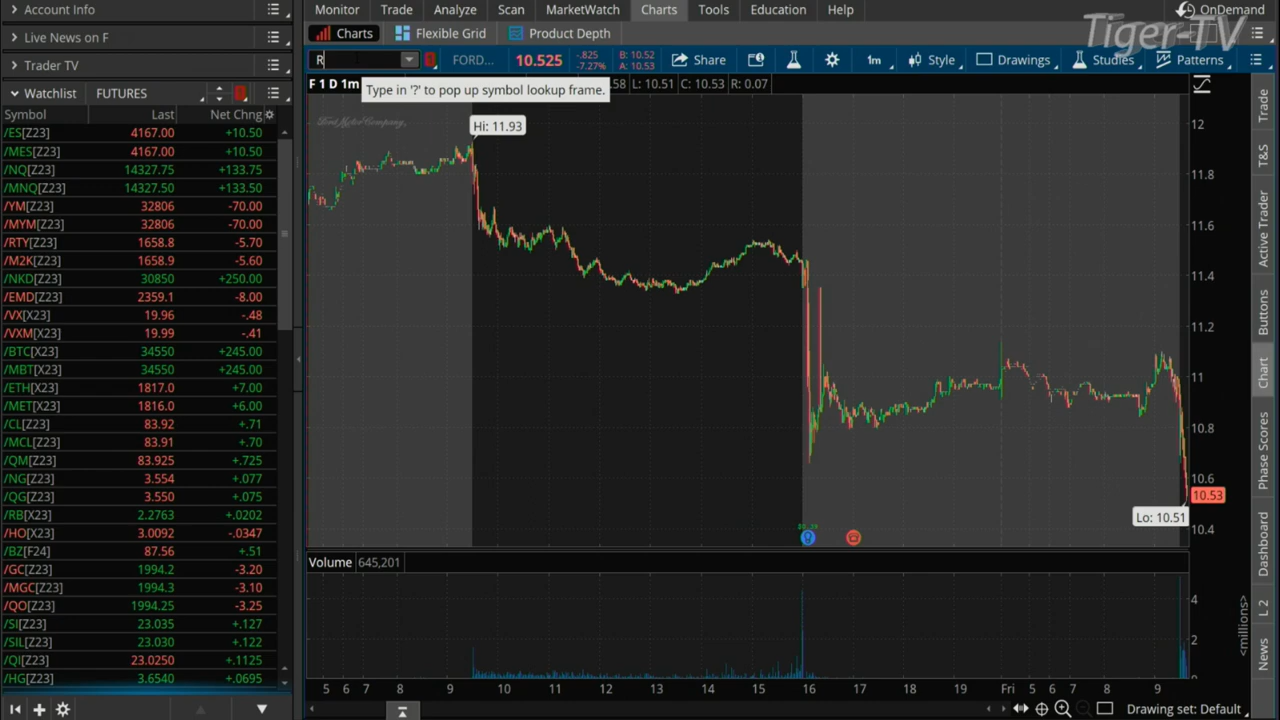 Account Info
Live News on F
Trader TV
Watchlist FUTURES
Symbol Last Net Chng
/ES[Z23] 4167.00 +10.50
/MES[Z23] 4167.00 +10.50
/NQ[Z23] 14327.75 +133.75
/MNQ[Z23] 14327.50 +133.50
/YM[Z23] 32806 -70.00
/MYM[Z23] 32806 -70.00
/RTY[Z23] 1658.8 -5.70
/M2K[Z23] 1658.9 -5.60
/NKD[Z23] 30850 +250.00
/EMD[Z23] 2359.1 -8.00
/VX[X23] 19.96 -.48
/VXM[X23] 19.99 -.41
/BTC[X23] 34550 +245.00
/MBT[X23] 34550 +245.00
/ETH[X23] 1817.0 +7.00
/MET[X23] 1816.0 +6.00
/CL[Z23] 83.92 +.71
/MCL[Z23] 83.91 +.70
/QM[Z23] 83.925 +.725
/NG[Z23] 3.554 +.077
/QG[Z23] 3.550 +.075
/RB[X23] 2.2763 +.0202
/HO[X23] 3.0092 -.0347
/BZ[F24] 87.56 +.51
/GC[Z23] 1994.2 -3.20
/MGC[Z23] 1994.3 -3.10
/QO[Z23] 1994.25 -3.25
/SI[Z23] 23.035 +.127
/SIL[Z23] 23.030 +.122
/QI[Z23] 23.0250 +.1125
/HG[Z23] 3.6540 +.0695
Monitor Trade Analyze Scan MarketWatch Charts Tools Education Help OnDemand
Tiger-TV
Charts Flexible Grid Product Depth
R FORD... 10.525 -.825 -7.27% B: 10.52 A: 10.53 Share 1m Style Drawings Studies Patterns
F 1 D 1m .58 L: 10.51 C: 10.53 R: 0.07
Type in '?' to pop up symbol lookup frame.
Ford Motor Company,
Hi: 11.93
12
11.8
11.6
11.4
11.2
11
10.8
10.6
10.53
Lo: 10.51
10.4
Volume 645,201
4
2
<millions>
5 6 7 8 9 10 11 12 13 14 15 16 17 18 19 Fri 5 6 7 8 9
Drawing set: Default
Trade
T&S
Active Trader
Buttons
Chart
Phase Scores
Dashboard
L 2
News